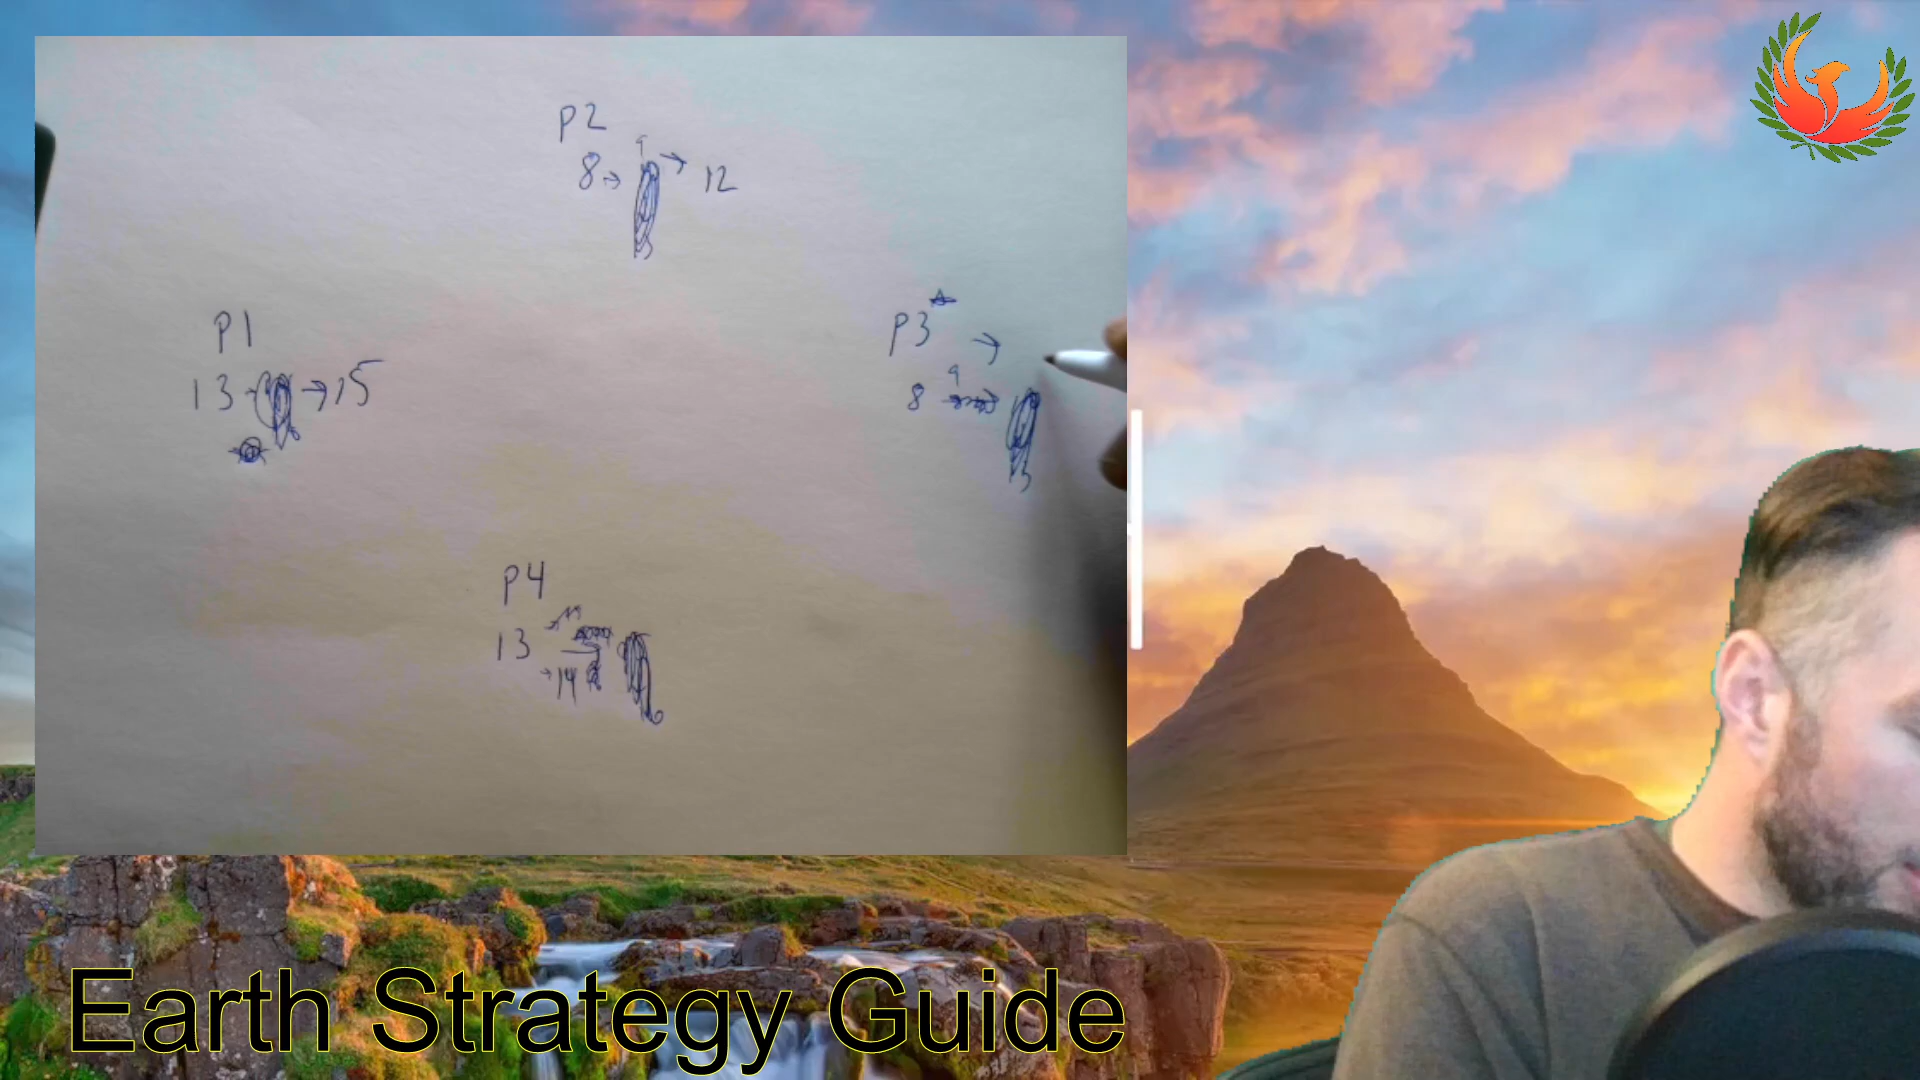 P2
8 → 9 → 12
P1
13 → 15
P3 →
8 9
P4
13
→ 14
Earth Strategy Guide